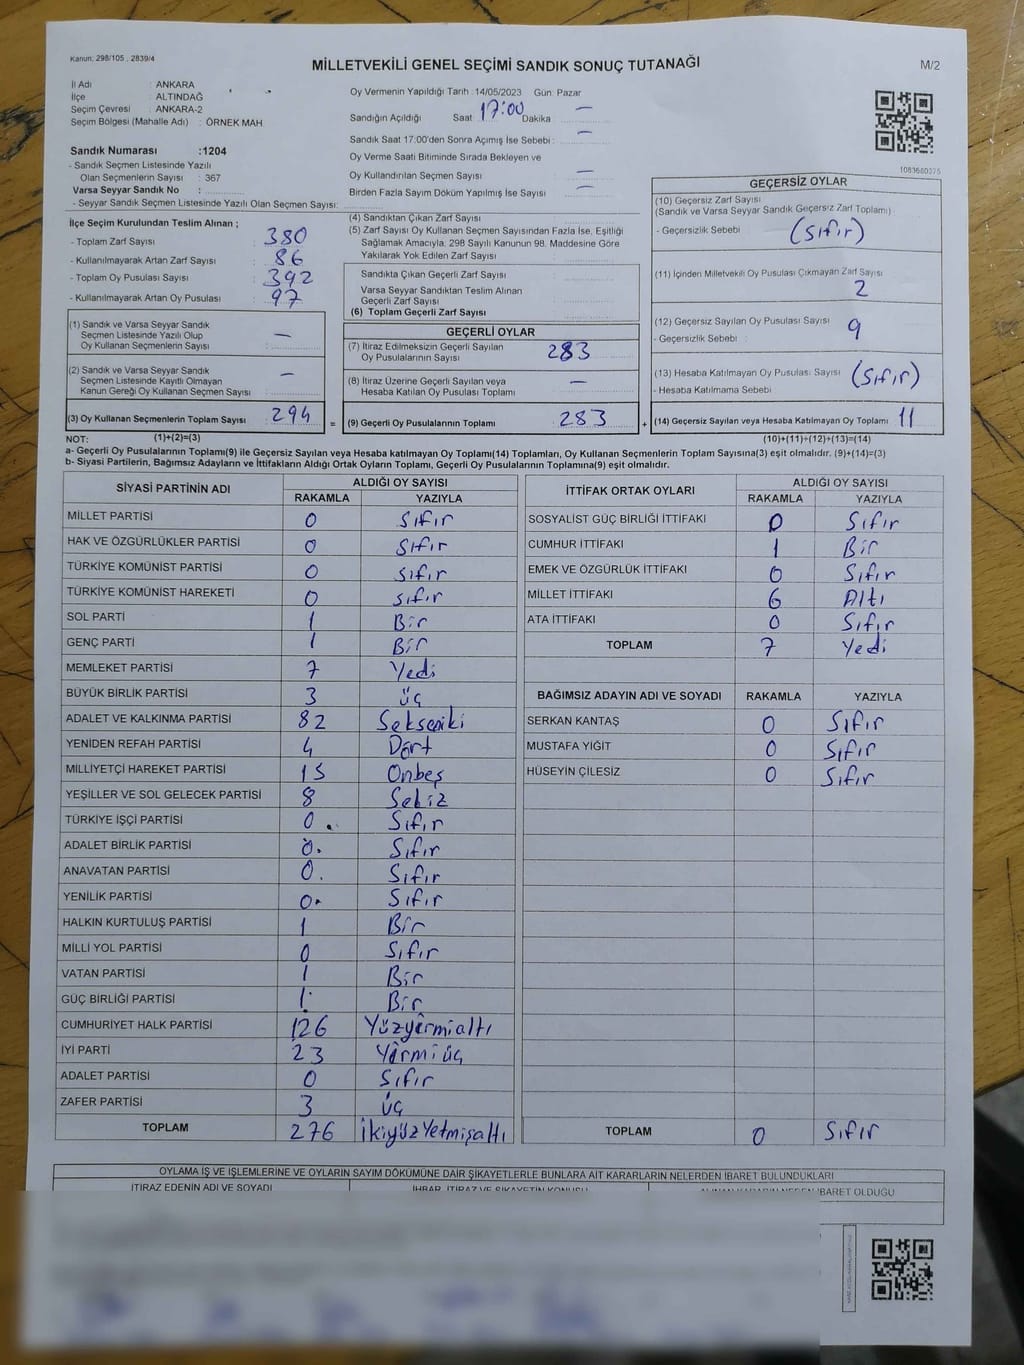 Kanun: 298/105 , 2839/4
MİLLETVEKİLİ GENEL SEÇİMİ SANDIK SONUÇ TUTANAĞI
M/2
İl Adı : ANKARA
İlçe : ALTINDAĞ
Seçim Çevresi : ANKARA-2
Seçim Bölgesi (Mahalle Adı) : ÖRNEK MAH.
Sandık Numarası :1204
- Sandık Seçmen Listesinde Yazılı
Olan Seçmenlerin Sayısı : 367
Varsa Seyyar Sandık No :
- Seyyar Sandık Seçmen Listesinde Yazılı Olan Seçmen Sayısı:
Oy Vermenin Yapıldığı Tarih :14/05/2023 Gün: Pazar
Sandığın Açıldığı Saat 17:00 Dakika : —
Sandık Saat 17:00'den Sonra Açımış İse Sebebi : —
Oy Verme Saati Bitiminde Sırada Bekleyen ve
Oy Kullandırılan Seçmen Sayısı : —
Birden Fazla Sayım Döküm Yapılmış İse Sayısı : —
1083680375
İlçe Seçim Kurulundan Teslim Alınan ;
- Toplam Zarf Sayısı : 380
- Kullanılmayarak Artan Zarf Sayısı : 86
- Toplam Oy Pusulası Sayısı : 392
- Kullanılmayarak Artan Oy Pusulası : 97
(1) Sandık ve Varsa Seyyar Sandık
Seçmen Listesinde Yazılı Olup
Oy Kullanan Seçmenlerin Sayısı : —
(2) Sandık ve Varsa Seyyar Sandık
Seçmen Listesinde Kayıtlı Olmayan
Kanun Gereği Oy Kullanan Seçmen Sayısı : —
(3) Oy Kullanan Seçmenlerin Toplam Sayısı : 294
(4) Sandıktan Çıkan Zarf Sayısı :
(5) Zarf Sayısı Oy Kullanan Seçmen Sayısından Fazla İse, Eşitliği
Sağlamak Amacıyla; 298 Sayılı Kanunun 98. Maddesine Göre
Yakılarak Yok Edilen Zarf Sayısı :
Sandıkta Çıkan Geçerli Zarf Sayısı :
Varsa Seyyar Sandıktan Teslim Alınan
Geçerli Zarf Sayısı :
(6) Toplam Geçerli Zarf Sayısı :
GEÇERLİ OYLAR
(7) İtiraz Edilmeksizin Geçerli Sayılan
Oy Pusulalarının Sayısı : 283
(8) İtiraz Üzerine Geçerli Sayılan veya
Hesaba Katılan Oy Pusulası Toplamı : —
= (9) Geçerli Oy Pusulalarının Toplamı : 283
GEÇERSİZ OYLAR
(10) Geçersiz Zarf Sayısı
(Sandık ve Varsa Seyyar Sandık Geçersiz Zarf Toplamı) :
- Geçersizlik Sebebi : (Sıfır)
(11) İçinden Milletvekili Oy Pusulası Çıkmayan Zarf Sayısı
2
(12) Geçersiz Sayılan Oy Pusulası Sayısı : 9
- Geçersizlik Sebebi :
(13) Hesaba Katılmayan Oy Pusulası Sayısı : (Sıfır)
- Hesaba Katılmama Sebebi :
+ (14) Geçersiz Sayılan veya Hesaba Katılmayan Oy Toplamı : 11
NOT: (1)+(2)=(3) (10)+(11)+(12)+(13)=(14)
a- Geçerli Oy Pusulalarının Toplamı(9) ile Geçersiz Sayılan veya Hesaba katılmayan Oy Toplamı(14) Toplamları, Oy Kullanan Seçmenlerin Toplam Sayısına(3) eşit olmalıdır. (9)+(14)=(3)
b- Siyasi Partilerin, Bağımsız Adayların ve İttifakların Aldığı Ortak Oyların Toplamı, Geçerli Oy Pusulalarının Toplamına(9) eşit olmalıdır.
SİYASİ PARTİNİN ADI ALDIĞI OY SAYISI
RAKAMLA YAZIYLA
MİLLET PARTİSİ 0 Sıfır
HAK VE ÖZGÜRLÜKLER PARTİSİ 0 Sıfır
TÜRKİYE KOMÜNİST PARTİSİ 0 Sıfır
TÜRKİYE KOMÜNİST HAREKETİ 0 Sıfır
SOL PARTİ 1 Bir
GENÇ PARTİ 1 Bir
MEMLEKET PARTİSİ 7 Yedi
BÜYÜK BİRLİK PARTİSİ 3 üç
ADALET VE KALKINMA PARTİSİ 82 Sekseniki
YENİDEN REFAH PARTİSİ 4 Dört
MİLLİYETÇİ HAREKET PARTİSİ 15 Onbeş
YEŞİLLER VE SOL GELECEK PARTİSİ 8 Sekiz
TÜRKİYE İŞÇİ PARTİSİ 0 Sıfır
ADALET BİRLİK PARTİSİ 0 Sıfır
ANAVATAN PARTİSİ 0 Sıfır
YENİLİK PARTİSİ 0 Sıfır
HALKIN KURTULUŞ PARTİSİ 1 Bir
MİLLİ YOL PARTİSİ 0 Sıfır
VATAN PARTİSİ 1 Bir
GÜÇ BİRLİĞİ PARTİSİ 1 Bir
CUMHURİYET HALK PARTİSİ 126 Yüzyirmialtı
İYİ PARTİ 23 Yirmiüç
ADALET PARTİSİ 0 Sıfır
ZAFER PARTİSİ 3 üç
TOPLAM 276 İkiyüzYetmişaltı
İTTİFAK ORTAK OYLARI ALDIĞI OY SAYISI
RAKAMLA YAZIYLA
SOSYALİST GÜÇ BİRLİĞİ İTTİFAKI 0 Sıfır
CUMHUR İTTİFAKI 1 Bir
EMEK VE ÖZGÜRLÜK İTTİFAKI 0 Sıfır
MİLLET İTTİFAKI 6 Altı
ATA İTTİFAKI 0 Sıfır
TOPLAM 7 Yedi
BAĞIMSIZ ADAYIN ADI VE SOYADI RAKAMLA YAZIYLA
SERKAN KANTAŞ 0 Sıfır
MUSTAFA YİĞİT 0 Sıfır
HÜSEYİN ÇİLESİZ 0 Sıfır
TOPLAM 0 Sıfır
OYLAMA İŞ VE İŞLEMLERİNE VE OYLARIN SAYIM DÖKÜMÜNE DAİR ŞİKAYETLERLE BUNLARA AİT KARARLARIN NELERDEN İBARET BULUNDUKLARI
İTİRAZ EDENİN ADI VE SOYADI İHBAR, İTİRAZ VE ŞİKAYETİN KONUSU ALINAN KARARIN NEDEN İBARET OLDUĞU